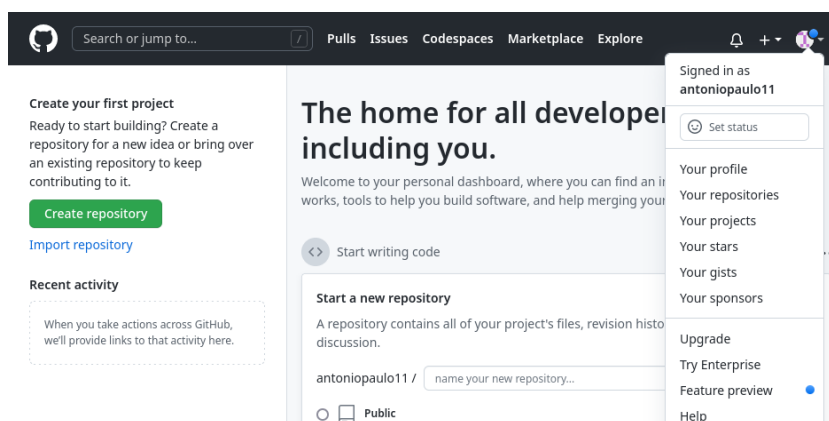 Search or jump to...
/
Pulls Issues Codespaces Marketplace Explore
Signed in as
antoniopaulo11
Set status
Your profile
Your repositories
Your projects
Your stars
Your gists
Your sponsors
Upgrade
Try Enterprise
Feature preview
Help
Create your first project
Ready to start building? Create a
repository for a new idea or bring over
an existing repository to keep
contributing to it.
Create repository
Import repository
Recent activity
When you take actions across GitHub,
we'll provide links to that activity here.
The home for all
including you.
Welcome to your personal dashboard, where you can find an
works, tools to help you build software, and help merging
Start writing code
Start a new repository
A repository contains all of your project's files, revision
discussion.
antoniopaulo11 /
name your new repository...
Public